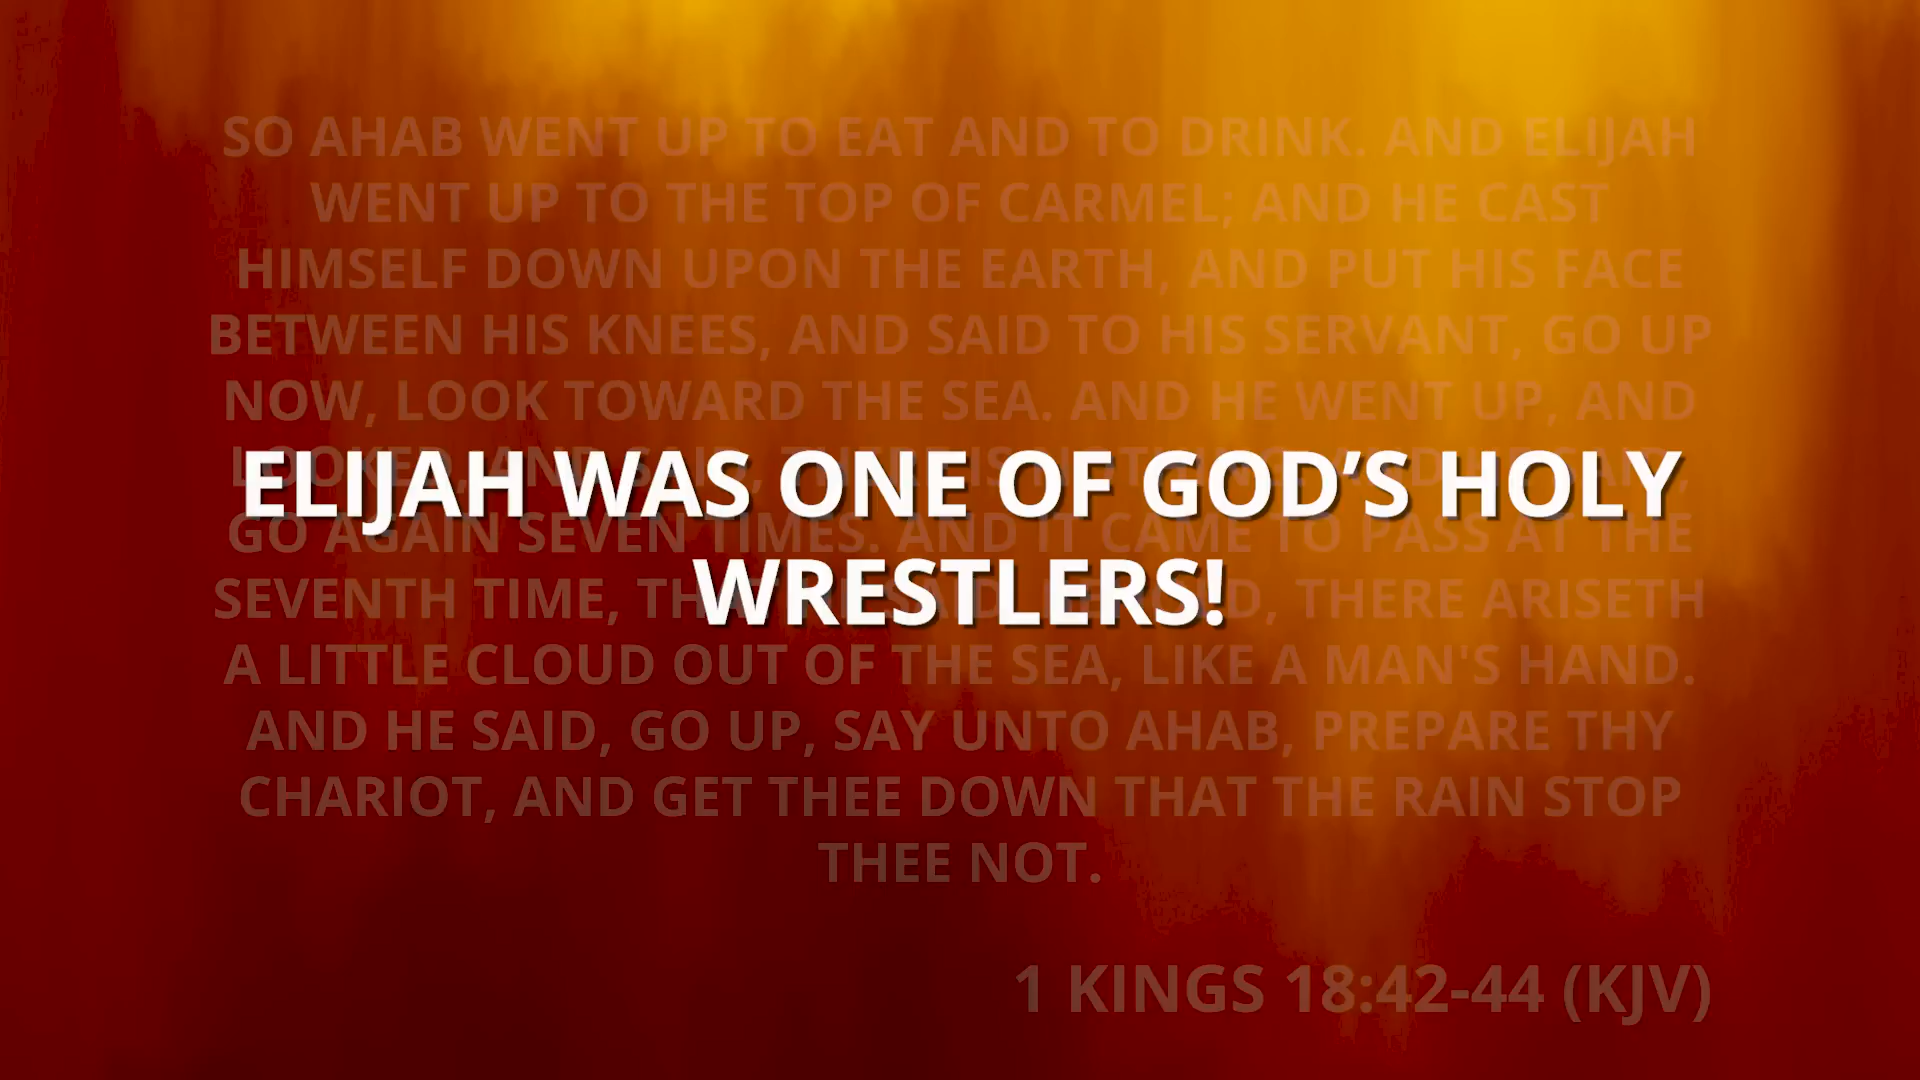 SO AHAB WENT UP TO EAT AND TO DRINK. AND ELIJAH
WENT UP TO THE TOP OF CARMEL; AND HE CAST
HIMSELF DOWN UPON THE EARTH, AND PUT HIS FACE
BETWEEN HIS KNEES, AND SAID TO HIS SERVANT, GO UP
NOW, LOOK TOWARD THE SEA. AND HE WENT UP, AND
ELIJAH WAS ONE OF GOD’S HOLY
GO AGAIN SEVEN TIMES. AND IT CAME TO PASS AT THE
WRESTLERS!
SEVENTH TIME, THERE ARISETH
A LITTLE CLOUD OUT OF THE SEA, LIKE A MAN'S HAND.
AND HE SAID, GO UP, SAY UNTO AHAB, PREPARE THY
CHARIOT, AND GET THEE DOWN THAT THE RAIN STOP
THEE NOT.
1 KINGS 18:42-44 (KJV)